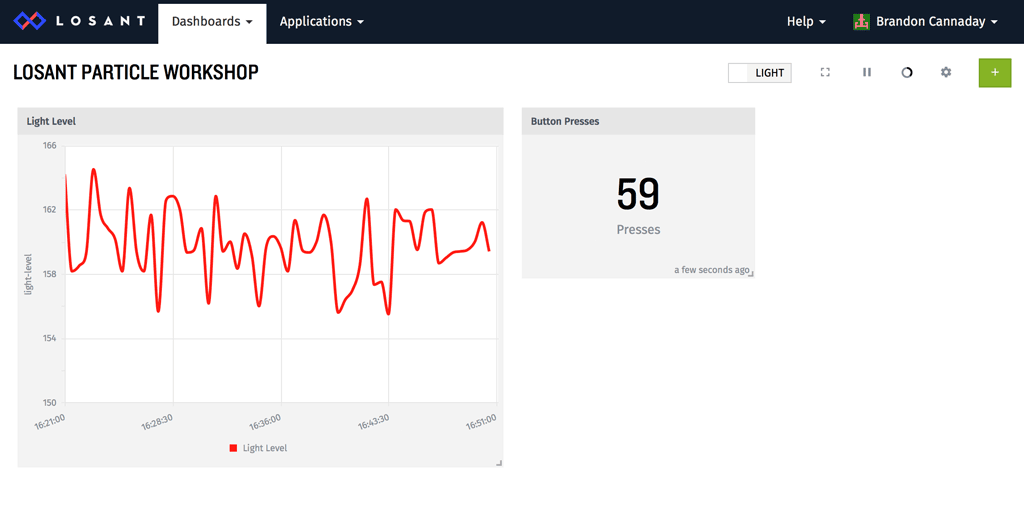 LOSANT Dashboards Applications Help Brandon Cannaday
LOSANT PARTICLE WORKSHOP LIGHT +
Light Level
166
162
158
154
150
light-level
16:21:00 16:28:30 16:36:00 16:43:30 16:51:00
Light Level
Button Presses
59
Presses
a few seconds ago